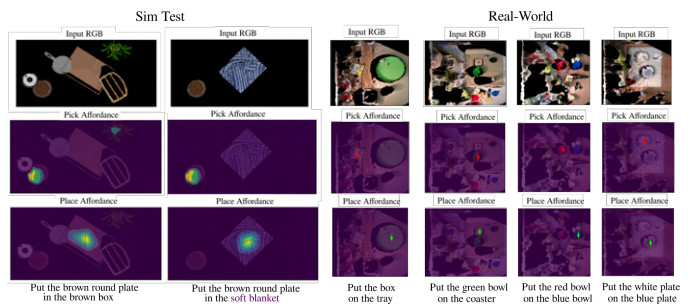 Sim Test
Real-World
Input RGB
Input RGB
Input RGB
Input RGB
Input RGB
Input RGB
Pick Affordance
Pick Affordance
Pick Affordance
Pick Affordance
Pick Affordance
Pick Affordance
Place Affordance
Place Affordance
Place Affordance
Place Affordance
Place Affordance
Place Affordance
Put the brown round plate
in the brown box
Put the brown round plate
in the soft blanket
Put the box
on the tray
Put the green bowl
on the coaster
Put the red bowl
on the blue bowl
Put the white plate
on the blue plate